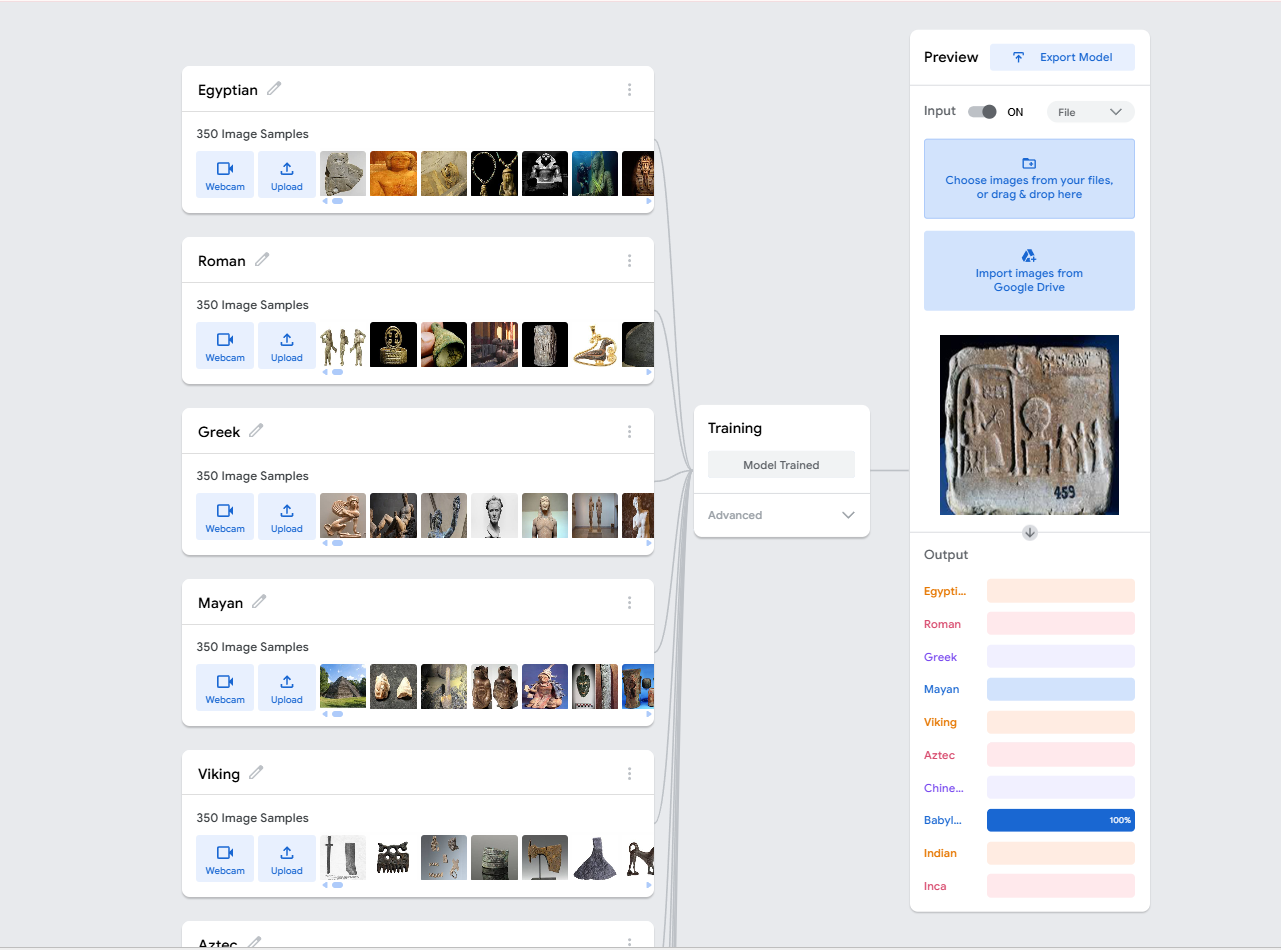 Preview
Export Model
Egyptian
350 Image Samples
Webcam
Upload
Roman
350 Image Samples
Webcam
Upload
Greek
350 Image Samples
Webcam
Upload
Mayan
350 Image Samples
Webcam
Upload
Viking
350 Image Samples
Webcam
Upload
Aztec
Training
Model Trained
Advanced
Input
ON
File
Choose images from your files,
or drag & drop here
Import images from
Google Drive
459
Output
Egypti...
Roman
Greek
Mayan
Viking
Aztec
Chine...
Babyl...
100%
Indian
Inca